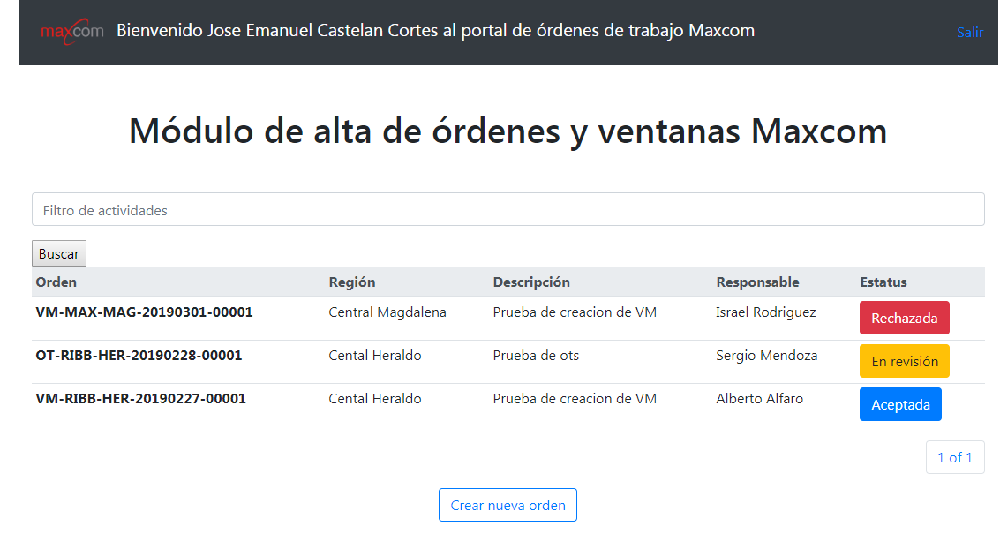 maxcom Bienvenido Jose Emanuel Castelan Cortes al portal de órdenes de trabajo Maxcom Salir
Módulo de alta de órdenes y ventanas Maxcom
Filtro de actividades
Buscar
Orden Región Descripción Responsable Estatus
VM-MAX-MAG-20190301-00001 Central Magdalena Prueba de creacion de VM Israel Rodriguez Rechazada
OT-RIBB-HER-20190228-00001 Cental Heraldo Prueba de ots Sergio Mendoza En revisión
VM-RIBB-HER-20190227-00001 Cental Heraldo Prueba de creacion de VM Alberto Alfaro Aceptada
1 of 1
Crear nueva orden